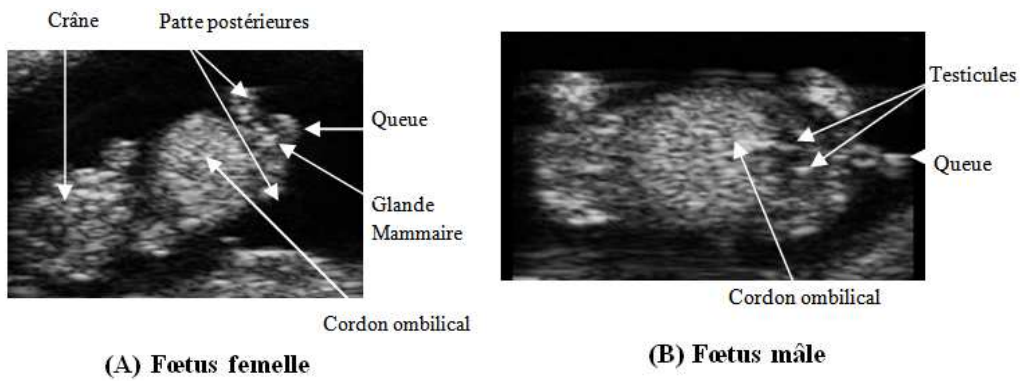 Crâne
Patte postérieures
Queue
Glande
Mammaire
Cordon ombilical
(A) Fœtus femelle
Testicules
Queue
Cordon ombilical
(B) Fœtus mâle